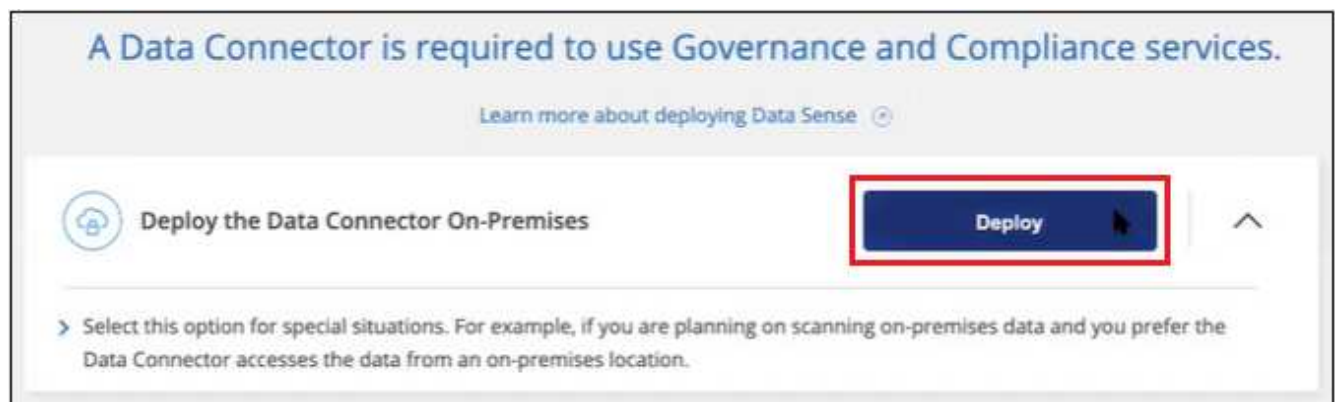 A Data Connector is required to use Governance and Compliance services.
Learn more about deploying Data Sense
Deploy the Data Connector On-Premises
Deploy
Select this option for special situations. For example, if you are planning on scanning on-premises data and you prefer the
Data Connector accesses the data from an on-premises location.